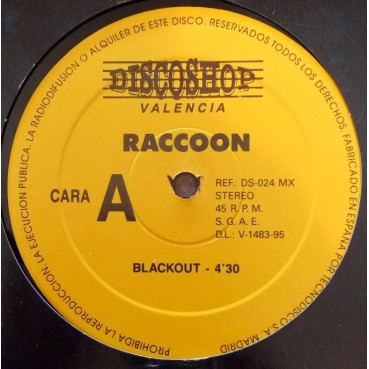 PROHIBIDA LA REPRODUCCION, LA EJECUCION PUBLICA, LA RADIODIFUSION O ALQUILER DE ESTE DISCO. RESERVADOS TODOS LOS DERECHOS. FABRICADO EN ESPAÑA POR TECNODISCO S.A. MADRID
DISCOSHOP
VALENCIA
RACCOON
CARA A
REF.: DS-024 MX
STEREO
45 R. P. M.
S. G. A. E.
D.L.: V-1483-95
BLACKOUT - 4'30